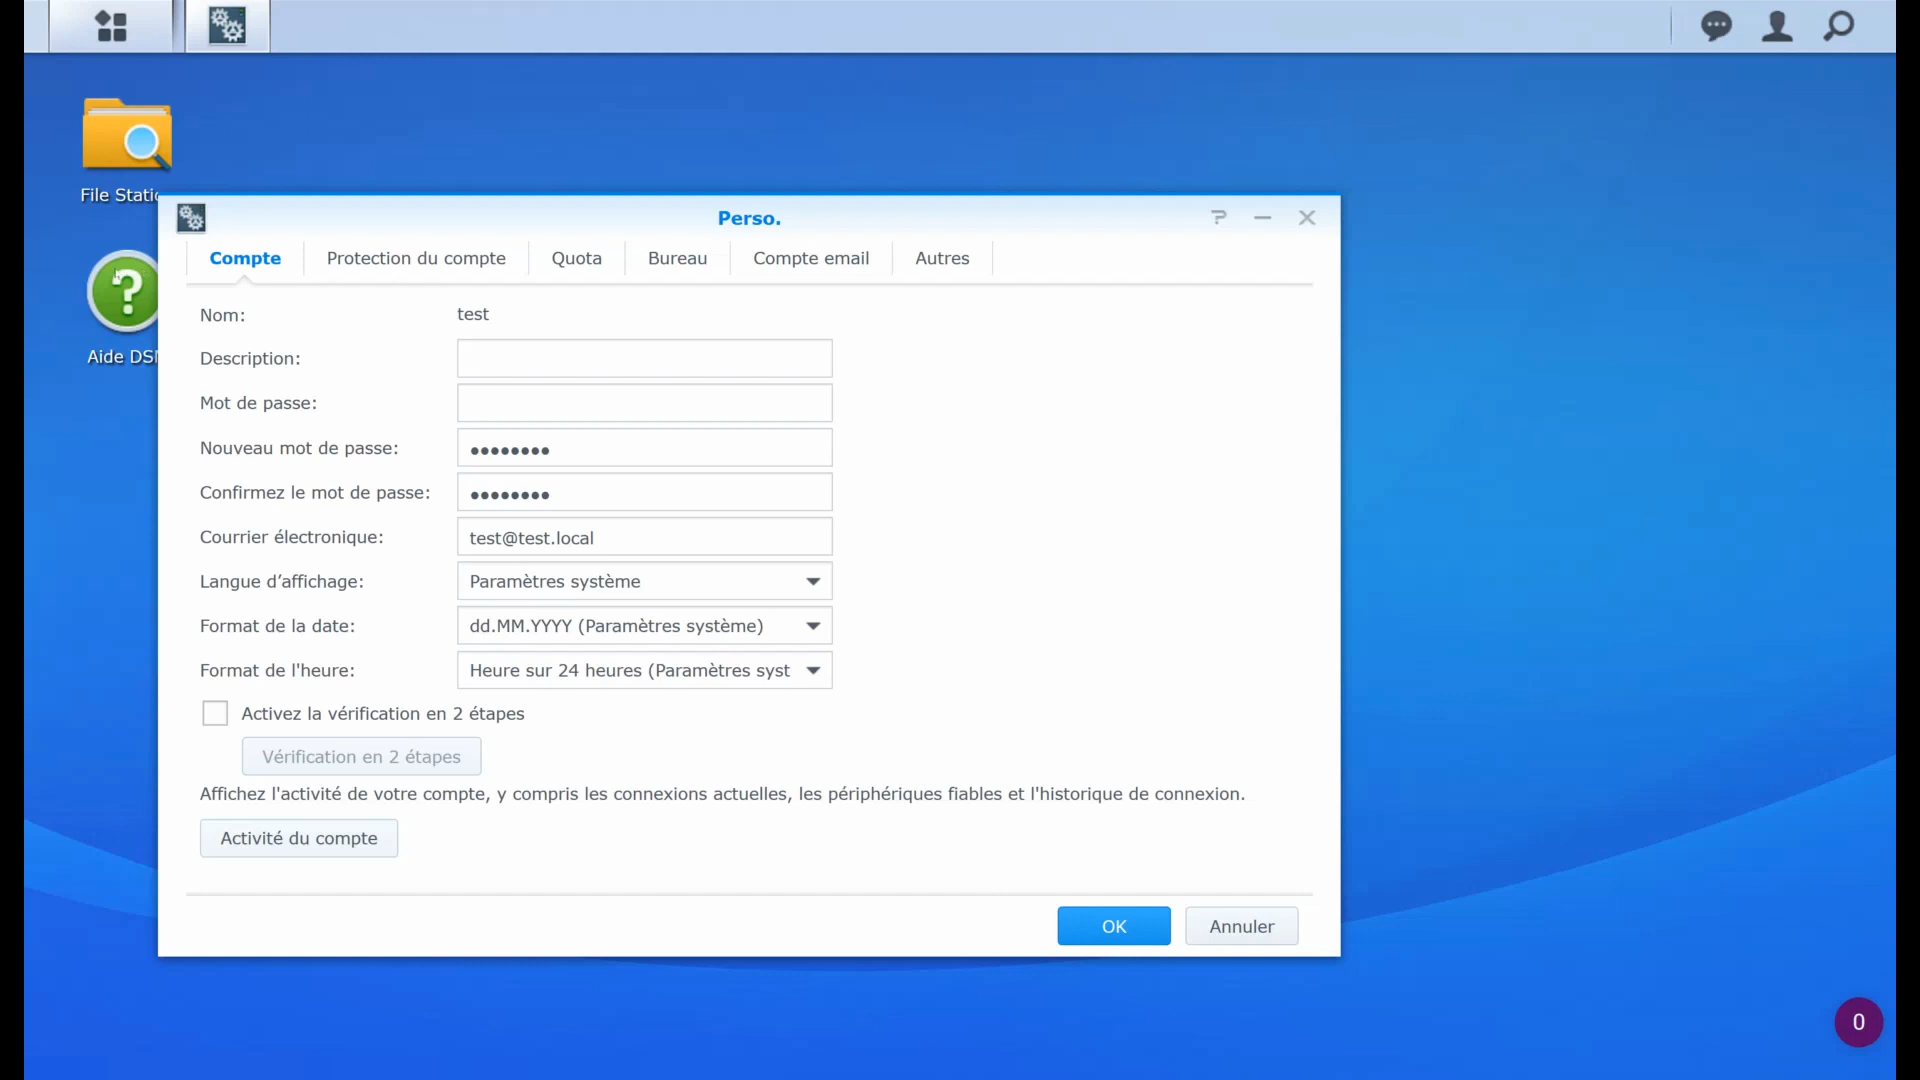 File Statio
Aide DSM
Perso.
Compte
Protection du compte
Quota
Bureau
Compte email
Autres
Nom:
test
Description:
Mot de passe:
Nouveau mot de passe:
••••••••
Confirmez le mot de passe:
••••••••
Courrier électronique:
test@test.local
Langue d’affichage:
Paramètres système
Format de la date:
dd.MM.YYYY (Paramètres système)
Format de l'heure:
Heure sur 24 heures (Paramètres syst
Activez la vérification en 2 étapes
Vérification en 2 étapes
Affichez l'activité de votre compte, y compris les connexions actuelles, les périphériques fiables et l'historique de connexion.
Activité du compte
OK
Annuler
0